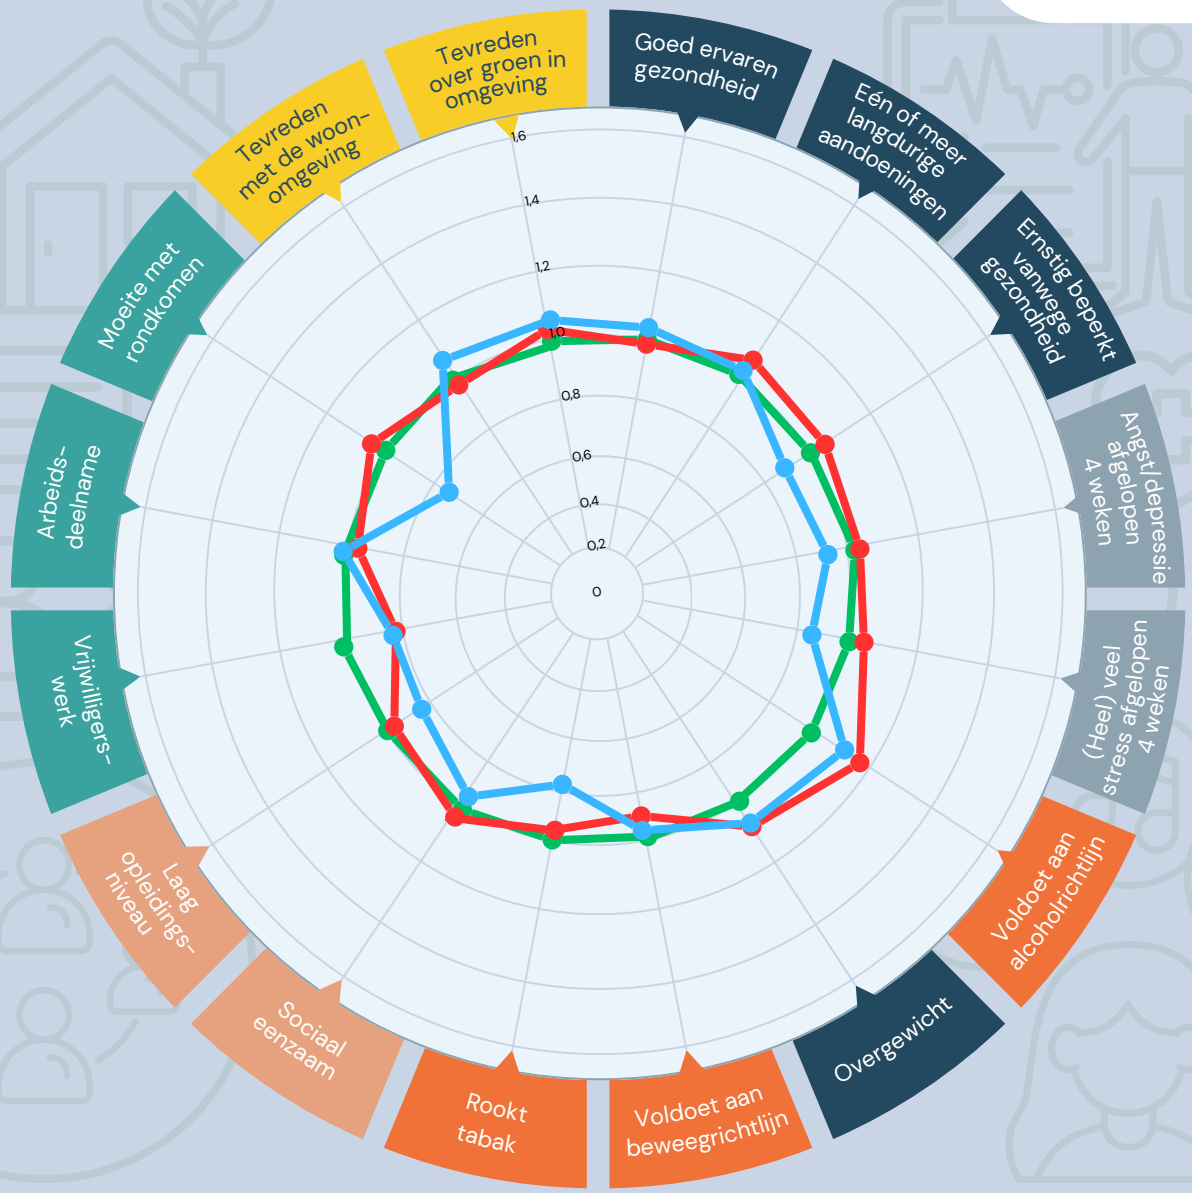 Goed ervaren
gezondheid
Eén of meer
langdurige
aandoeningen
Ernstig beperkt
vanwege
gezondheid
Angst/depressie
afgelopen
4 weken
(Heel) veel
stress afgelopen
4 weken
Voldoet aan
alcoholrichtlijn
Overgewicht
Voldoet aan
beweegrichtlijn
Rookt
tabak
Sociaal
eenzaam
Laag
opleidings-
niveau
Vrijwilligers-
werk
Arbeids-
deelname
Moeite met
rondkomen
Tevreden
met de woon-
omgeving
Tevreden
over groen in
omgeving
1,6
1,4
1,2
1,0
0,8
0,6
0,4
0,2
0